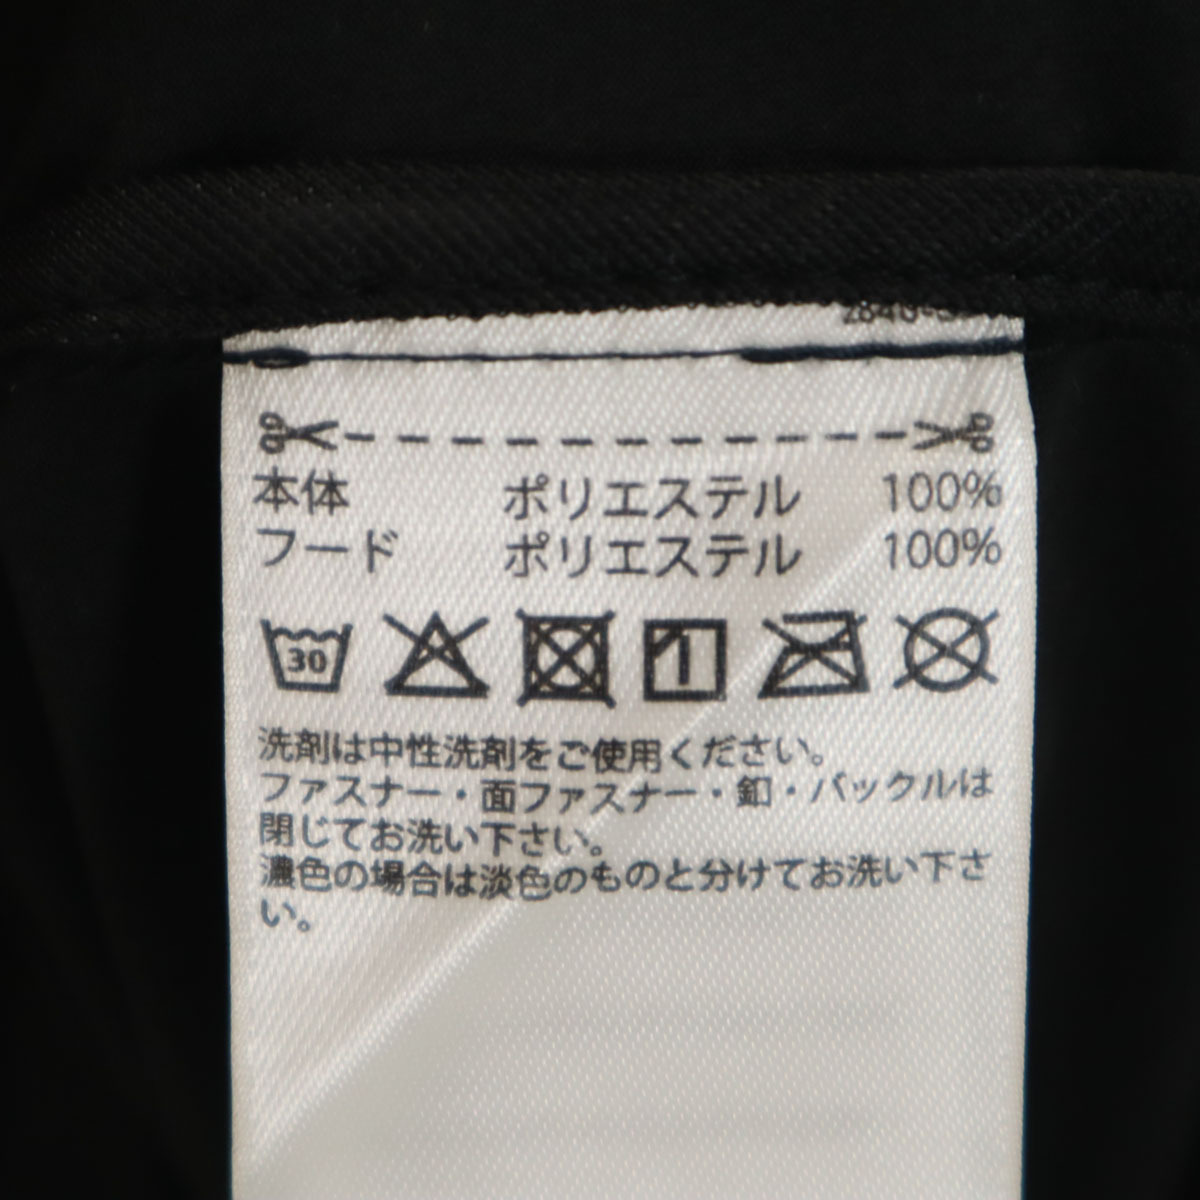 本体 ポリエステル 100%
フード ポリエステル 100%
30
洗剤は中性洗剤をご使用ください。
ファスナー・面ファスナー・釦・バックルは
閉じてお洗い下さい。
濃色の場合は淡色のものと分けてお洗い下さ
い。